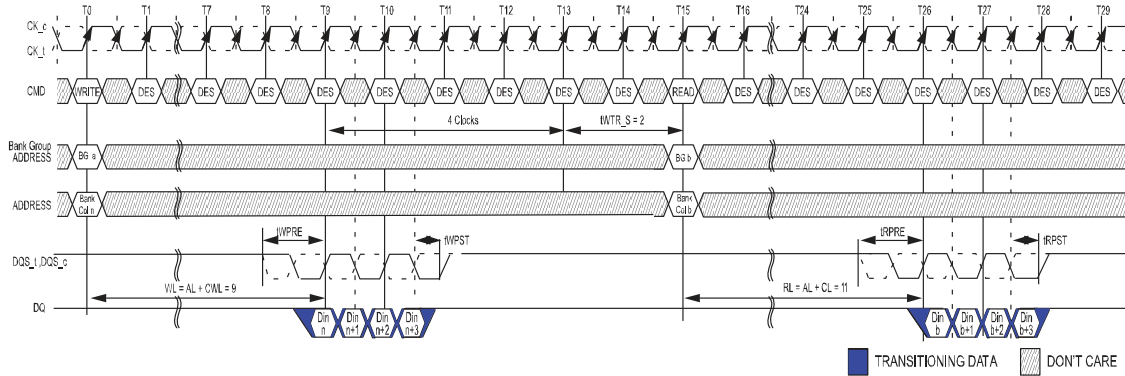 T0 T1 T7 T8 T9 T10 T11 T12 T13 T14 T15 T16 T24 T25 T26 T27 T28 T29
CK_c
CK_t
CMD WRITE DES DES DES DES DES DES DES DES DES READ DES DES DES DES DES DES DES
4 Clocks tWTR_S = 2
Bank Group
ADDRESS BG a BG b
ADDRESS Bank Col n Bank Col b
tWPRE tWPST tRPRE tRPST
DQS_t ,DQS_c
WL = AL + CWL = 9 RL = AL + CL = 11
DQ Din n Din n+1 Din n+2 Din n+3 Din b Din b+1 Din b+2 Din b+3
TRANSITIONING DATA DON'T CARE